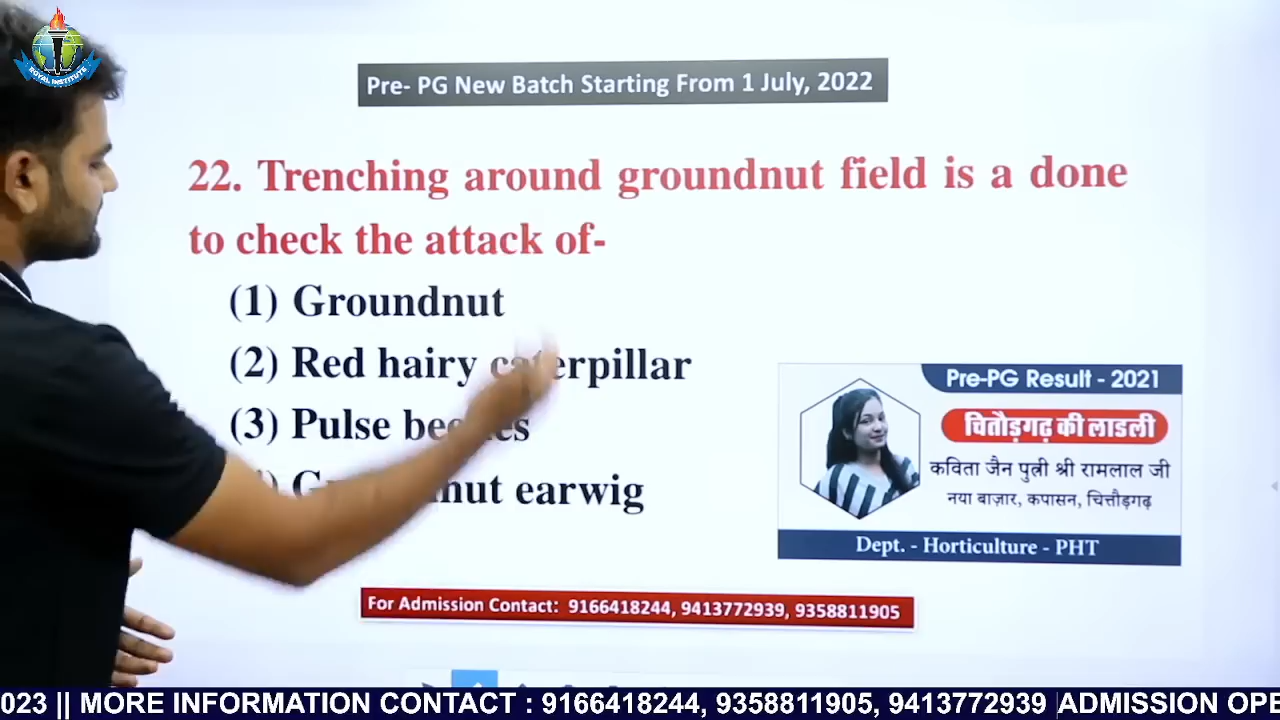 ROYAL INSTITUTE
Pre- PG New Batch Starting From 1 July, 2022
22. Trenching around groundnut field is a done
to check the attack of-
(1) Groundnut
(2) Red hairy caterpillar
(3) Pulse
earwig
Pre-PG Result - 2021
चितौड़गढ़ की लाडली
कविता जैन पुत्री श्री रामलाल जी
नया बाज़ार, कपासन, चित्तौड़गढ़
Dept. - Horticulture - PHT
For Admission Contact: 9166418244, 9413772939, 9358811905
023 || MORE INFORMATION CONTACT : 9166418244, 9358811905, 9413772939 ADMISSION OPE